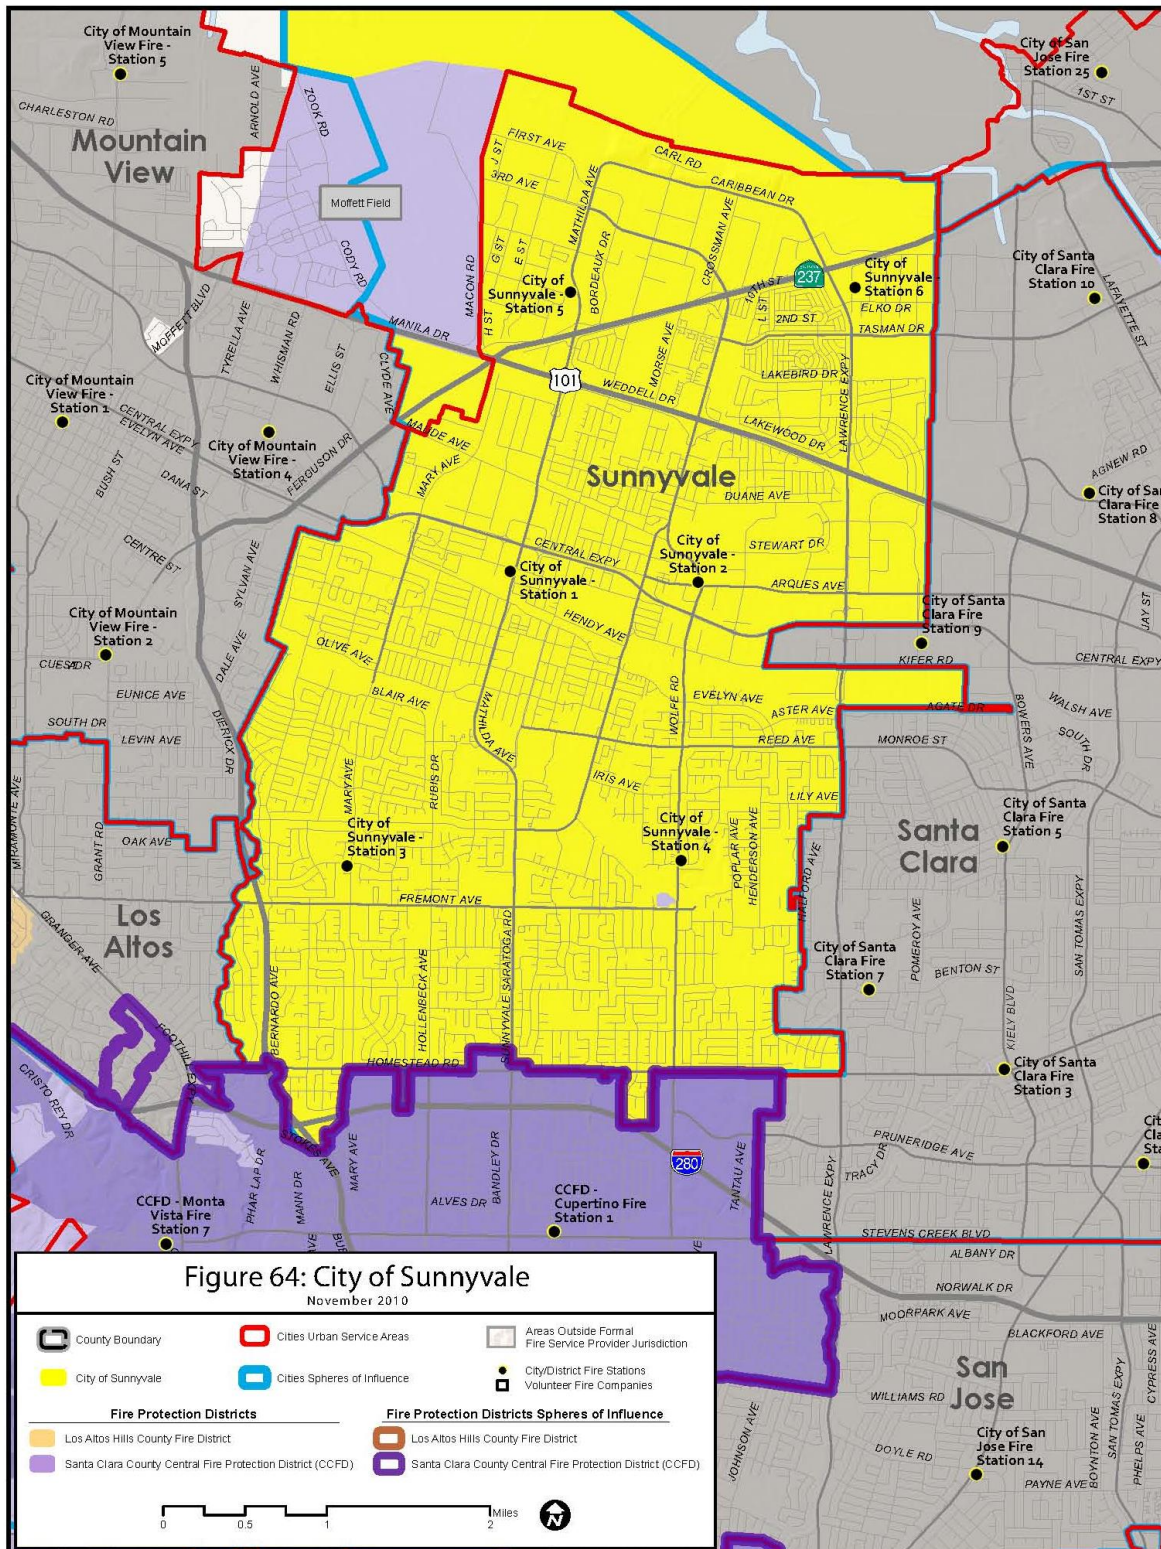 City of Mountain
View Fire -
Station 5
City of San
Jose Fire
Station 25
1ST ST
CHARLESTON RD
ARNOLD AVE
ZOOK RD
Mountain
View
Moffett Field
CODY RD
MACON RD
J ST
FIRST AVE
3RD AVE
G ST
E ST
H ST
MATHILDA AVE
BORDEAUX DR
CARL RD
CARIBBEAN DR
CROSSMAN AVE
10TH ST
237
L ST
2ND ST
City of
Sunnyvale -
Station 5
City of
Sunnyvale -
Station 6
ELKO DR
TASMAN DR
City of Santa
Clara Fire
Station 10
LAFAYETTE ST
MOFFETT BLVD
TYRELLA AVE
WHISMAN RD
ELLIS ST
CLYDE AVE
MANILA DR
MORSE AVE
LAKEBIRD DR
LAWRENCE EXPY
101
WEDDELL DR
LAKEWOOD DR
City of Mountain
View Fire -
Station 1
CENTRAL EXPY
EVELYN AVE
City of Mountain
View Fire -
Station 4
FERGUSON DR
MAUDE AVE
MARY AVE
BUSH ST
DANA ST
Sunnyvale
DUANE AVE
AGNEW RD
City of San
Clara Fire
Station 8
CENTRE ST
SYLVAN AVE
CENTRAL EXPY
City of
Sunnyvale -
Station 1
City of
Sunnyvale -
Station 2
STEWART DR
ARQUES AVE
City of Santa
Clara Fire
Station 9
JAY ST
City of Mountain
View Fire -
Station 2
DALE AVE
HENDY AVE
OLIVE AVE
KIFER RD
CENTRAL EXPY
EUNICE AVE
BLAIR AVE
MATHILDA AVE
WOLFE RD
EVELYN AVE
ASTER AVE
AGATE DR
BOWERS AVE
WALSH AVE
SOUTH DR
SOUTH DR
LEVIN AVE
DIERICX DR
REED AVE
MONROE ST
MIRAMONTE AVE
MARY AVE
RUBIS DR
IRIS AVE
LILY AVE
GRANT RD
OAK AVE
City of
Sunnyvale -
Station 3
City of
Sunnyvale -
Station 4
POPLAR AVE
HENDERSON AVE
HALFORD AVE
Santa
Clara
City of Santa
Clara Fire
Station 5
SAN TOMAS EXPY
FREMONT AVE
Los
Altos
GRANGER AVE
BERNARDO AVE
HOLLENBECK AVE
SUNNYVALE SARATOGA RD
City of Santa
Clara Fire
Station 7
POMEROY AVE
BENTON ST
KIELY BLVD
FOOTHILL EXPY
HOMESTEAD RD
City of Santa
Clara Fire
Station 3
CRISTO REY DR
STOKES AVE
MARY AVE
PHAR LAP DR
MANN DR
BANDLEY DR
ALVES DR
280
TANTAU AVE
PRUNERIDGE AVE
TRACY DR
LAWRENCE EXPY
CCFD - Monta
Vista Fire
Station 7
CCFD -
Cupertino Fire
Station 1
STEVENS CREEK BLVD
ALBANY DR
NORWALK DR
MOORPARK AVE
BLACKFORD AVE
San
Jose
WILLIAMS RD
DOYLE RD
City of San
Jose Fire
Station 14
PAYNE AVE
JOHNSON AVE
BOYNTON AVE
SAN TOMAS EXPY
PHELPS AVE
CYPRESS AVE
Figure 64: City of Sunnyvale
November 2010
County Boundary
Cities Urban Service Areas
Areas Outside Formal
Fire Service Provider Jurisdiction
City of Sunnyvale
Cities Spheres of Influence
City/District Fire Stations
Volunteer Fire Companies
Fire Protection Districts
Fire Protection Districts Spheres of Influence
Los Altos Hills County Fire District
Los Altos Hills County Fire District
Santa Clara County Central Fire Protection District (CCFD)
Santa Clara County Central Fire Protection District (CCFD)
0
0.5
1
2
Miles
N